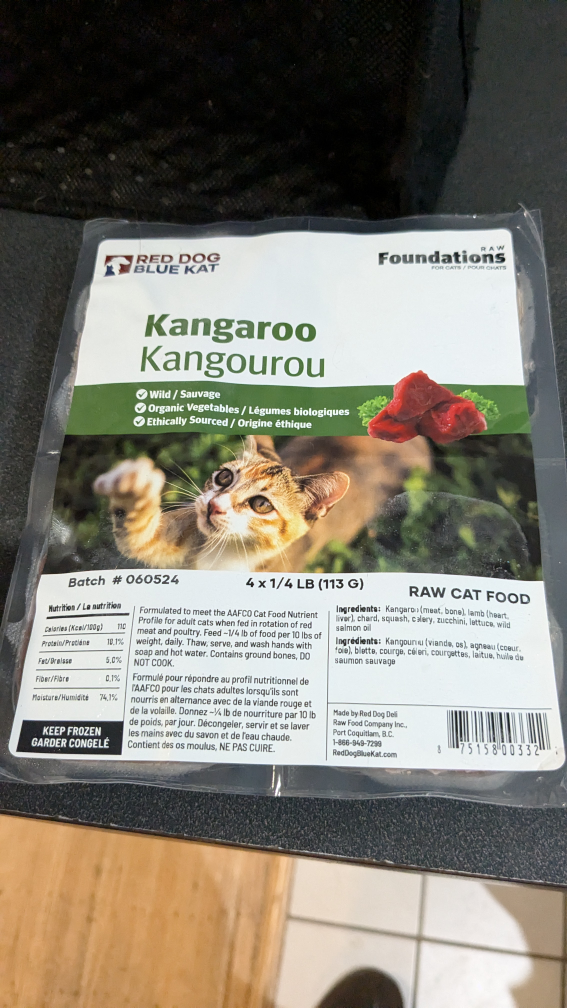 RED DOG
BLUE KAT
RAW
Foundations
FOR CATS / POUR CHATS
Kangaroo
Kangourou
Wild / Sauvage
Organic Vegetables / Légumes biologiques
Ethically Sourced / Origine éthique
Batch # 060524
4 x 1/4 LB (113 G)
RAW CAT FOOD
Nutrition / La nutrition
Calories (Kcal/100g) 110
Protein/Protéine 18,1%
Fat/Graisse 5,0%
Fiber/Fibre 0,1%
Moisture/Humidité 74,1%
KEEP FROZEN
GARDER CONGELÉ
Formulated to meet the AAFCO Cat Food Nutrient
Profile for adult cats when fed in rotation of red
meat and poultry. Feed ~1/4 lb of food per 10 lbs of
weight, daily. Thaw, serve, and wash hands with
soap and hot water. Contains ground bones, DO
NOT COOK.
Formulé pour répondre au profil nutritionnel de
l'AAFCO pour les chats adultes lorsqu'ils sont
nourris en alternance avec de la viande rouge et
de la volaille. Donnez ~¼ lb de nourriture par 10 lb
de poids, par jour. Décongeler, servir et se laver
les mains avec du savon et de l'eau chaude.
Contient des os moulus, NE PAS CUIRE.
Ingredients: Kangaroo (meat, bone), lamb (heart,
liver), chard, squash, celery, zucchini, lettuce, wild
salmon oil
Ingrédients: Kangourou (viande, os), agneau (coeur,
foie), blette, courge, céleri, courgettes, laitue, huile de
saumon sauvage
Made by Red Dog Deli
Raw Food Company Inc.,
Port Coquitlam, B.C.
1-866-949-7299
RedDogBlueKat.com
8 75158 00332